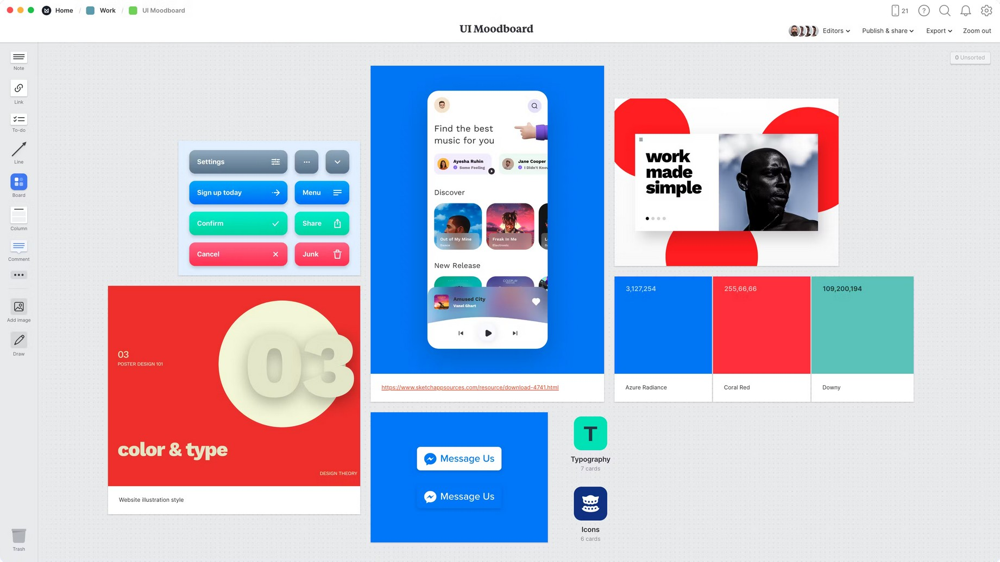 Home / Work / UI Moodboard
21
UI Moodboard
Editors
Publish & share
Export
Zoom out
0 Unsorted
Note
Link
To-do
Line
Board
Column
Comment
Add image
Draw
Trash
Settings
Sign up today
Menu
Confirm
Share
Cancel
Junk
03
POSTER DESIGN 101
03
color & type
DESIGN THEORY
Website illustration style
Find the best
music for you
Ayesha Ruhin
Some Feeling
Jane Cooper
I Didn't Know
Discover
Out of My Mine
Dance
Freak In Me
Electronic
New Release
COLDPLAY
Amused City
Vanel Ghart
https://www.sketchappsources.com/resource/download-4741.html
Message Us
Message Us
work
made
simple
3,127,254
255,66,66
109,200,194
Azure Radiance
Coral Red
Downy
T
Typography
7 cards
Icons
6 cards